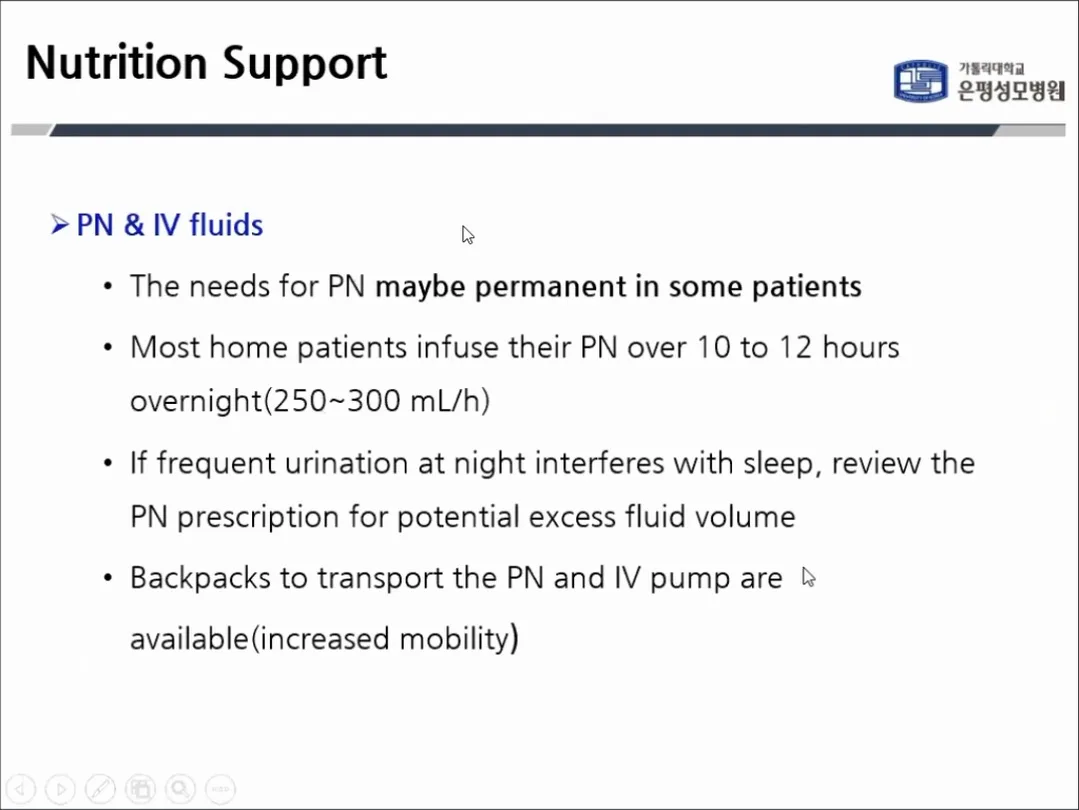 Nutrition Support
가톨릭대학교
은평성모병원
➢ PN & IV fluids
• The needs for PN maybe permanent in some patients
• Most home patients infuse their PN over 10 to 12 hours
overnight(250~300 mL/h)
• If frequent urination at night interferes with sleep, review the
PN prescription for potential excess fluid volume
• Backpacks to transport the PN and IV pump are
available(increased mobility)